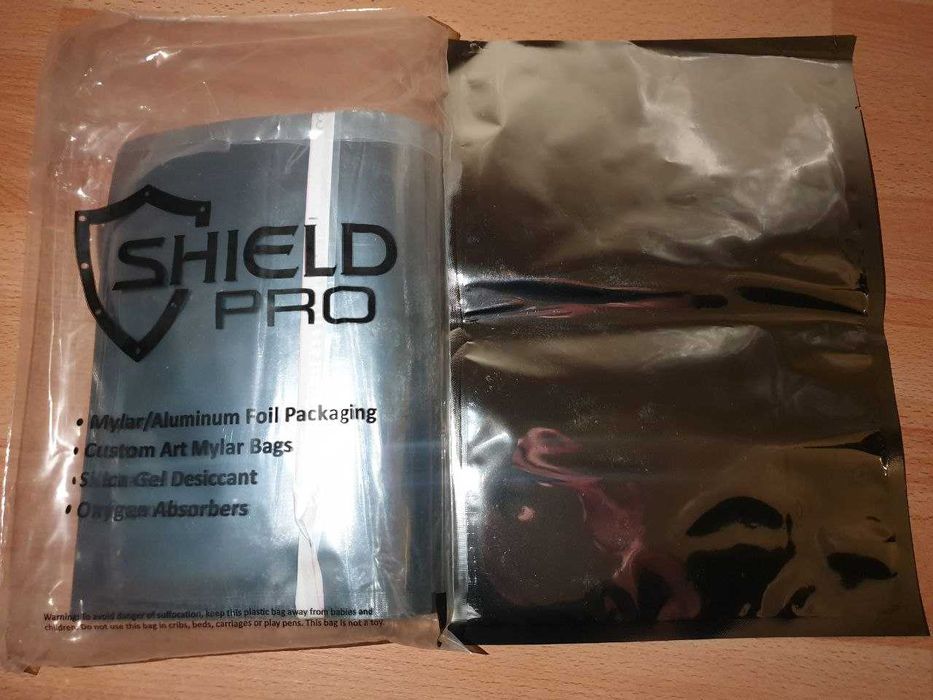 SHIELD
PRO
• Mylar/Aluminum Foil Packaging
• Custom Art Mylar Bags
• Silica Gel Desiccant
• Oxygen Absorbers
Warning: To avoid danger of suffocation, keep this plastic bag away from babies and
children. Do not use this bag in cribs, beds, carriages or play pens. This bag is not a toy.